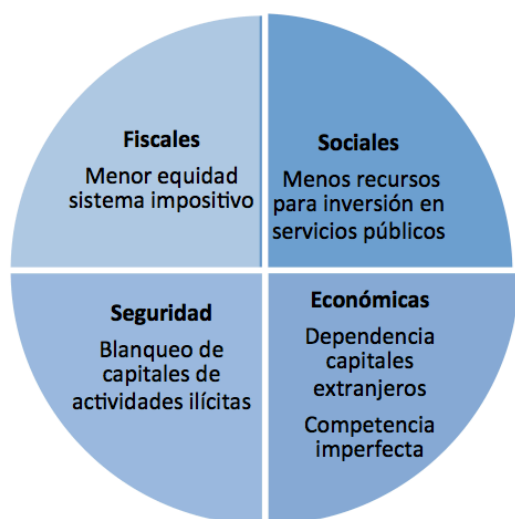 Fiscales
Menor equidad
sistema impositivo
Sociales
Menos recursos
para inversión en
servicios públicos
Seguridad
Blanqueo de
capitales de
actividades ilícitas
Económicas
Dependencia
capitales
extranjeros
Competencia
imperfecta